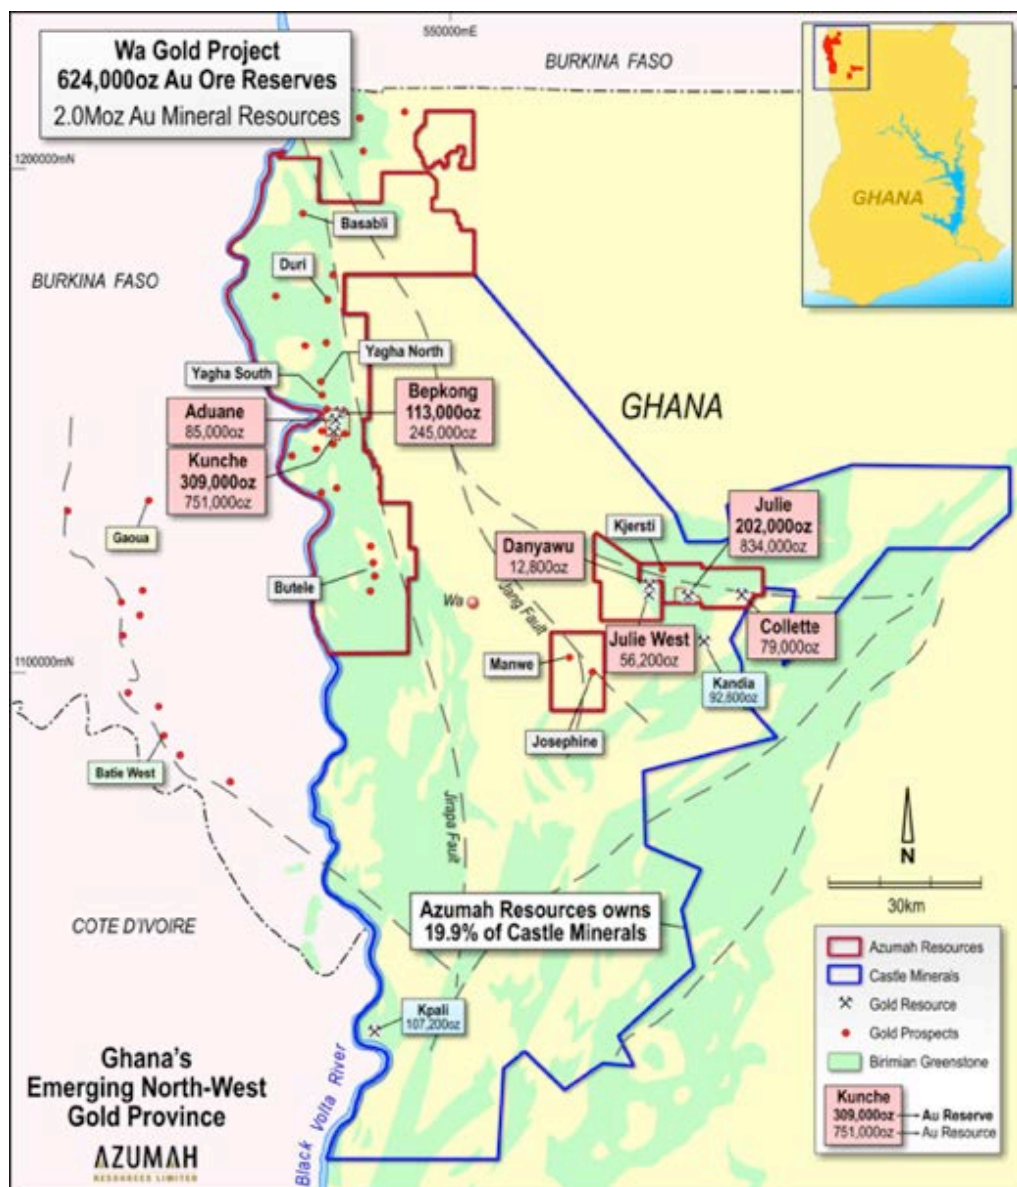 550000mE
Wa Gold Project
624,000oz Au Ore Reserves
2.0Moz Au Mineral Resources
BURKINA FASO
GHANA
1200000mN
Basabli
BURKINA FASO
Duri
Yagha North
Yagha South
Bepkong
113,000oz
245,000oz
Aduane
85,000oz
GHANA
Kunche
309,000oz
751,000oz
Gaoua
Julie
202,000oz
834,000oz
Kjersti
Danyawu
12,800oz
Butele
Wa
Jang Fault
Julie West
56,200oz
Collette
79,000oz
1100000mN
Manwe
Kandia
92,600oz
Josephine
Batie West
Jirapa Fault
N
30km
COTE D'IVOIRE
Azumah Resources owns
19.9% of Castle Minerals
Azumah Resources
Castle Minerals
Gold Resource
Gold Prospects
Birimian Greenstone
Kpali
107,200oz
Ghana's
Emerging North-West
Gold Province
AZUMAH
RESOURCES LIMITED
Black Volta River
Kunche
309,000oz → Au Reserve
751,000oz → Au Resource